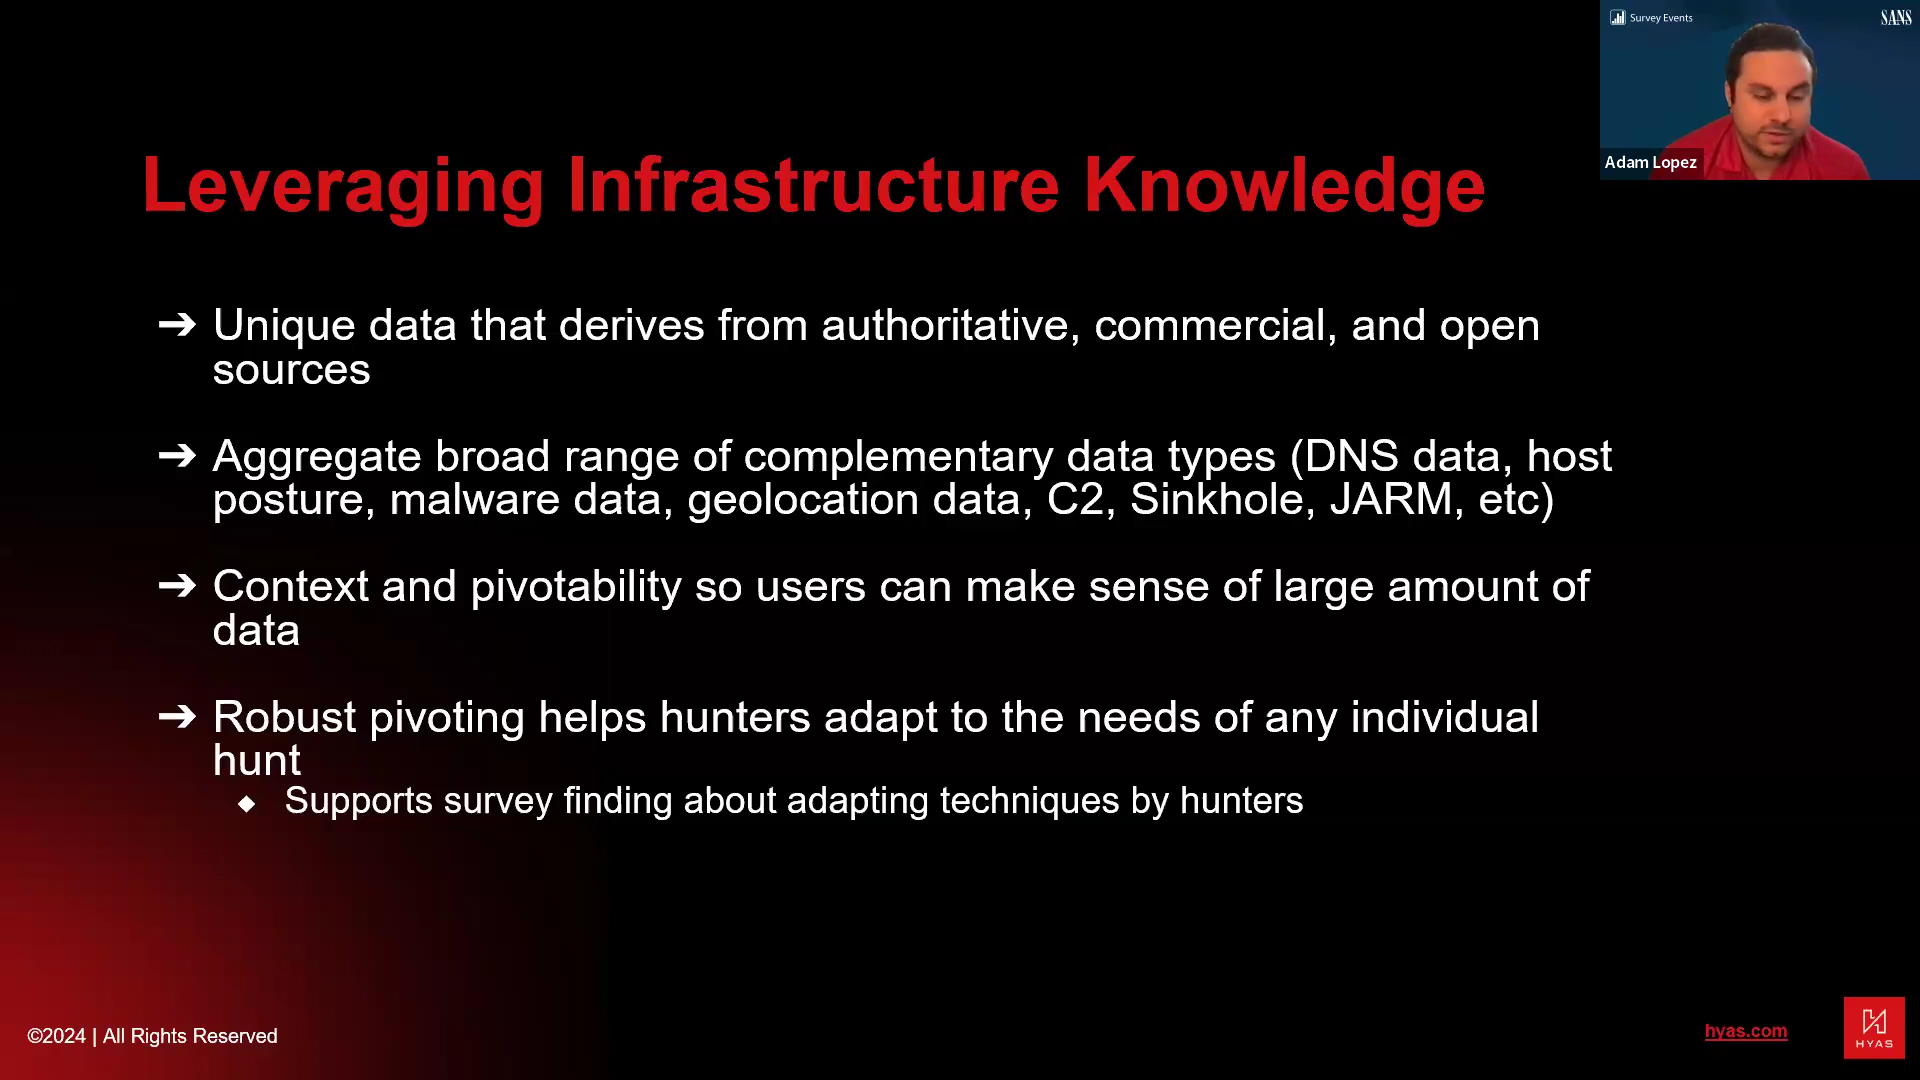 Survey Events
SANS
Adam Lopez
Leveraging Infrastructure Knowledge
➔ Unique data that derives from authoritative, commercial, and open
sources
➔ Aggregate broad range of complementary data types (DNS data, host
posture, malware data, geolocation data, C2, Sinkhole, JARM, etc)
➔ Context and pivotability so users can make sense of large amount of
data
➔ Robust pivoting helps hunters adapt to the needs of any individual
hunt
◆ Supports survey finding about adapting techniques by hunters
©2024 | All Rights Reserved
hyas.com
HYAS